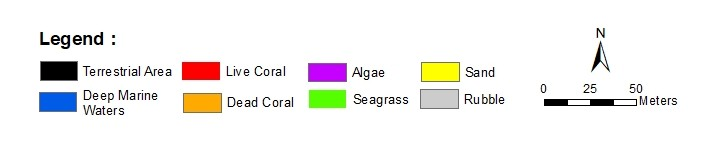 Legend :
Terrestrial Area
Live Coral
Algae
Sand
Deep Marine
Waters
Dead Coral
Seagrass
Rubble
N
0 25 50
Meters